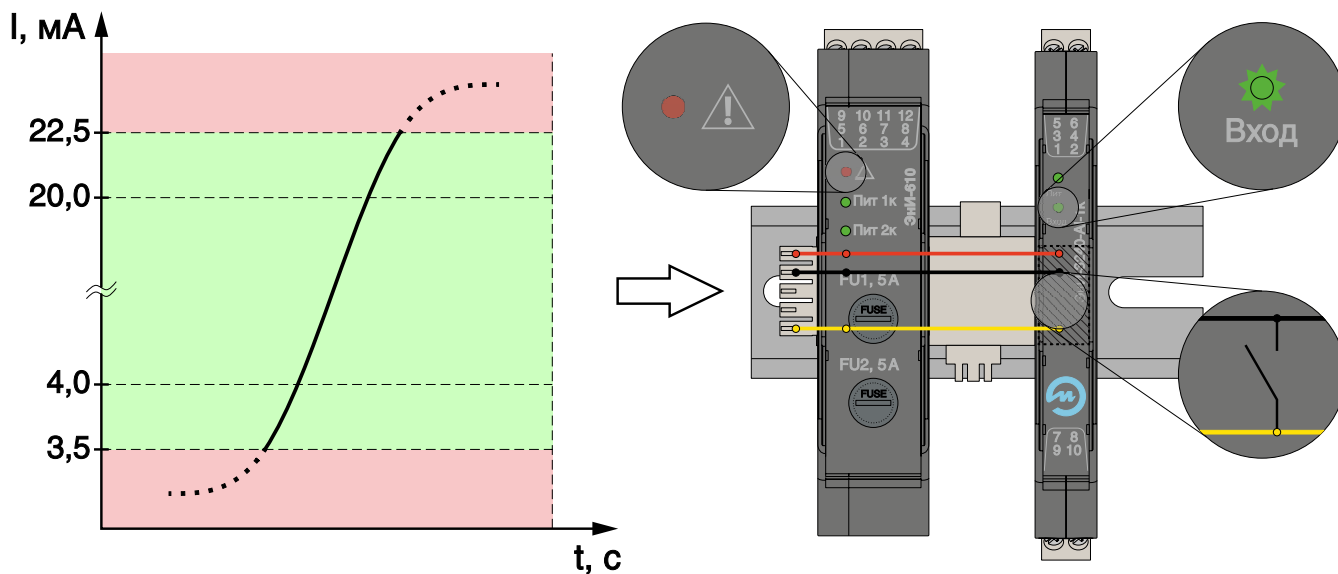 I, мА
22,5
20,0
4,0
3,5
t, с
9 10 11 12
5 6 7 8
1 2 3 4
ЭнИ-610
Пит 1к
Пит 2к
FU1, 5 А
FUSE
FU2, 5 А
FUSE
5 6
3 4
1 2
Вход
7 8
9 10